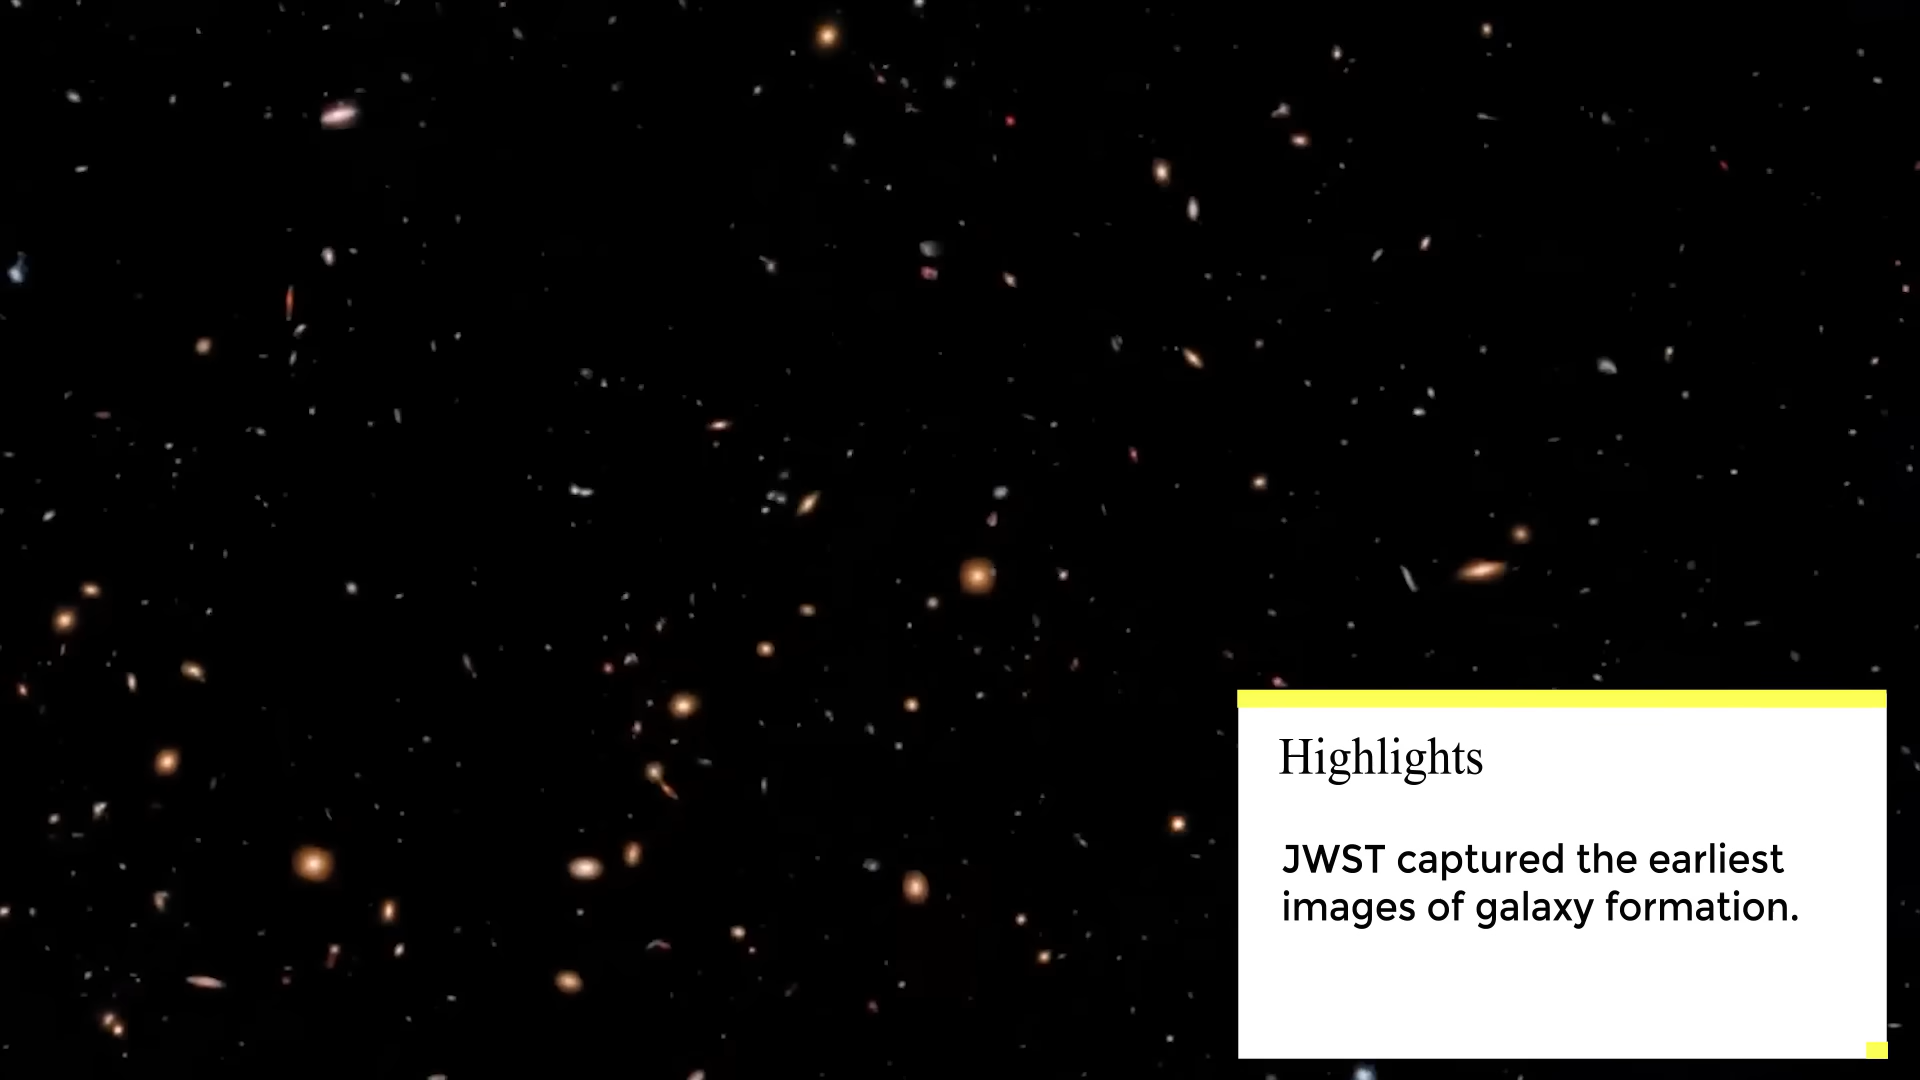 Highlights
JWST captured the earliest
images of galaxy formation.